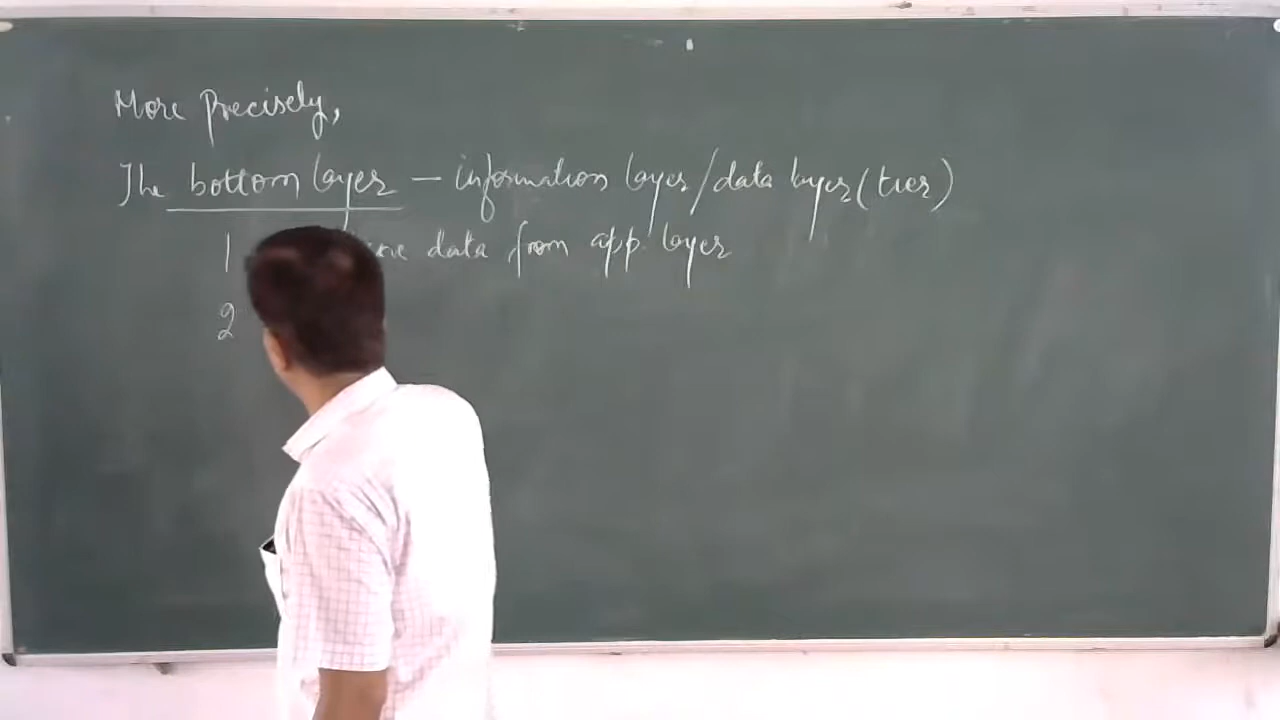 More Precisely,
The bottom layer – information layer/data layer(tier)
1 data from app. layer
2